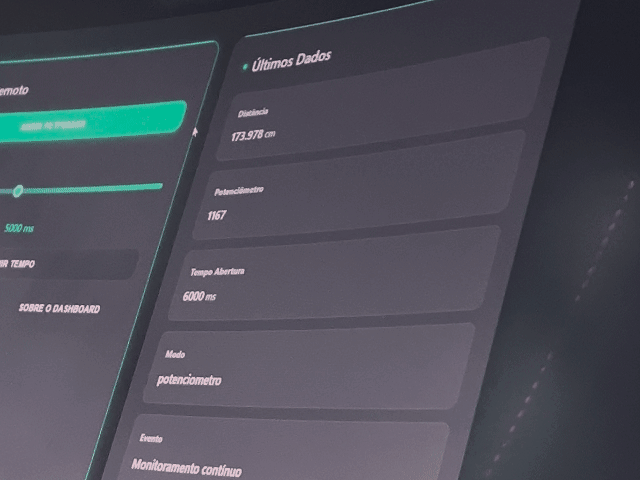 emoto
5000 ms
IR TEMPO
SOBRE O DASHBOARD
Últimos Dados
Distância
173.978 cm
Potenciômetro
1167
Tempo Abertura
6000 ms
Modo
potenciometro
Evento
Monitoramento contínuo